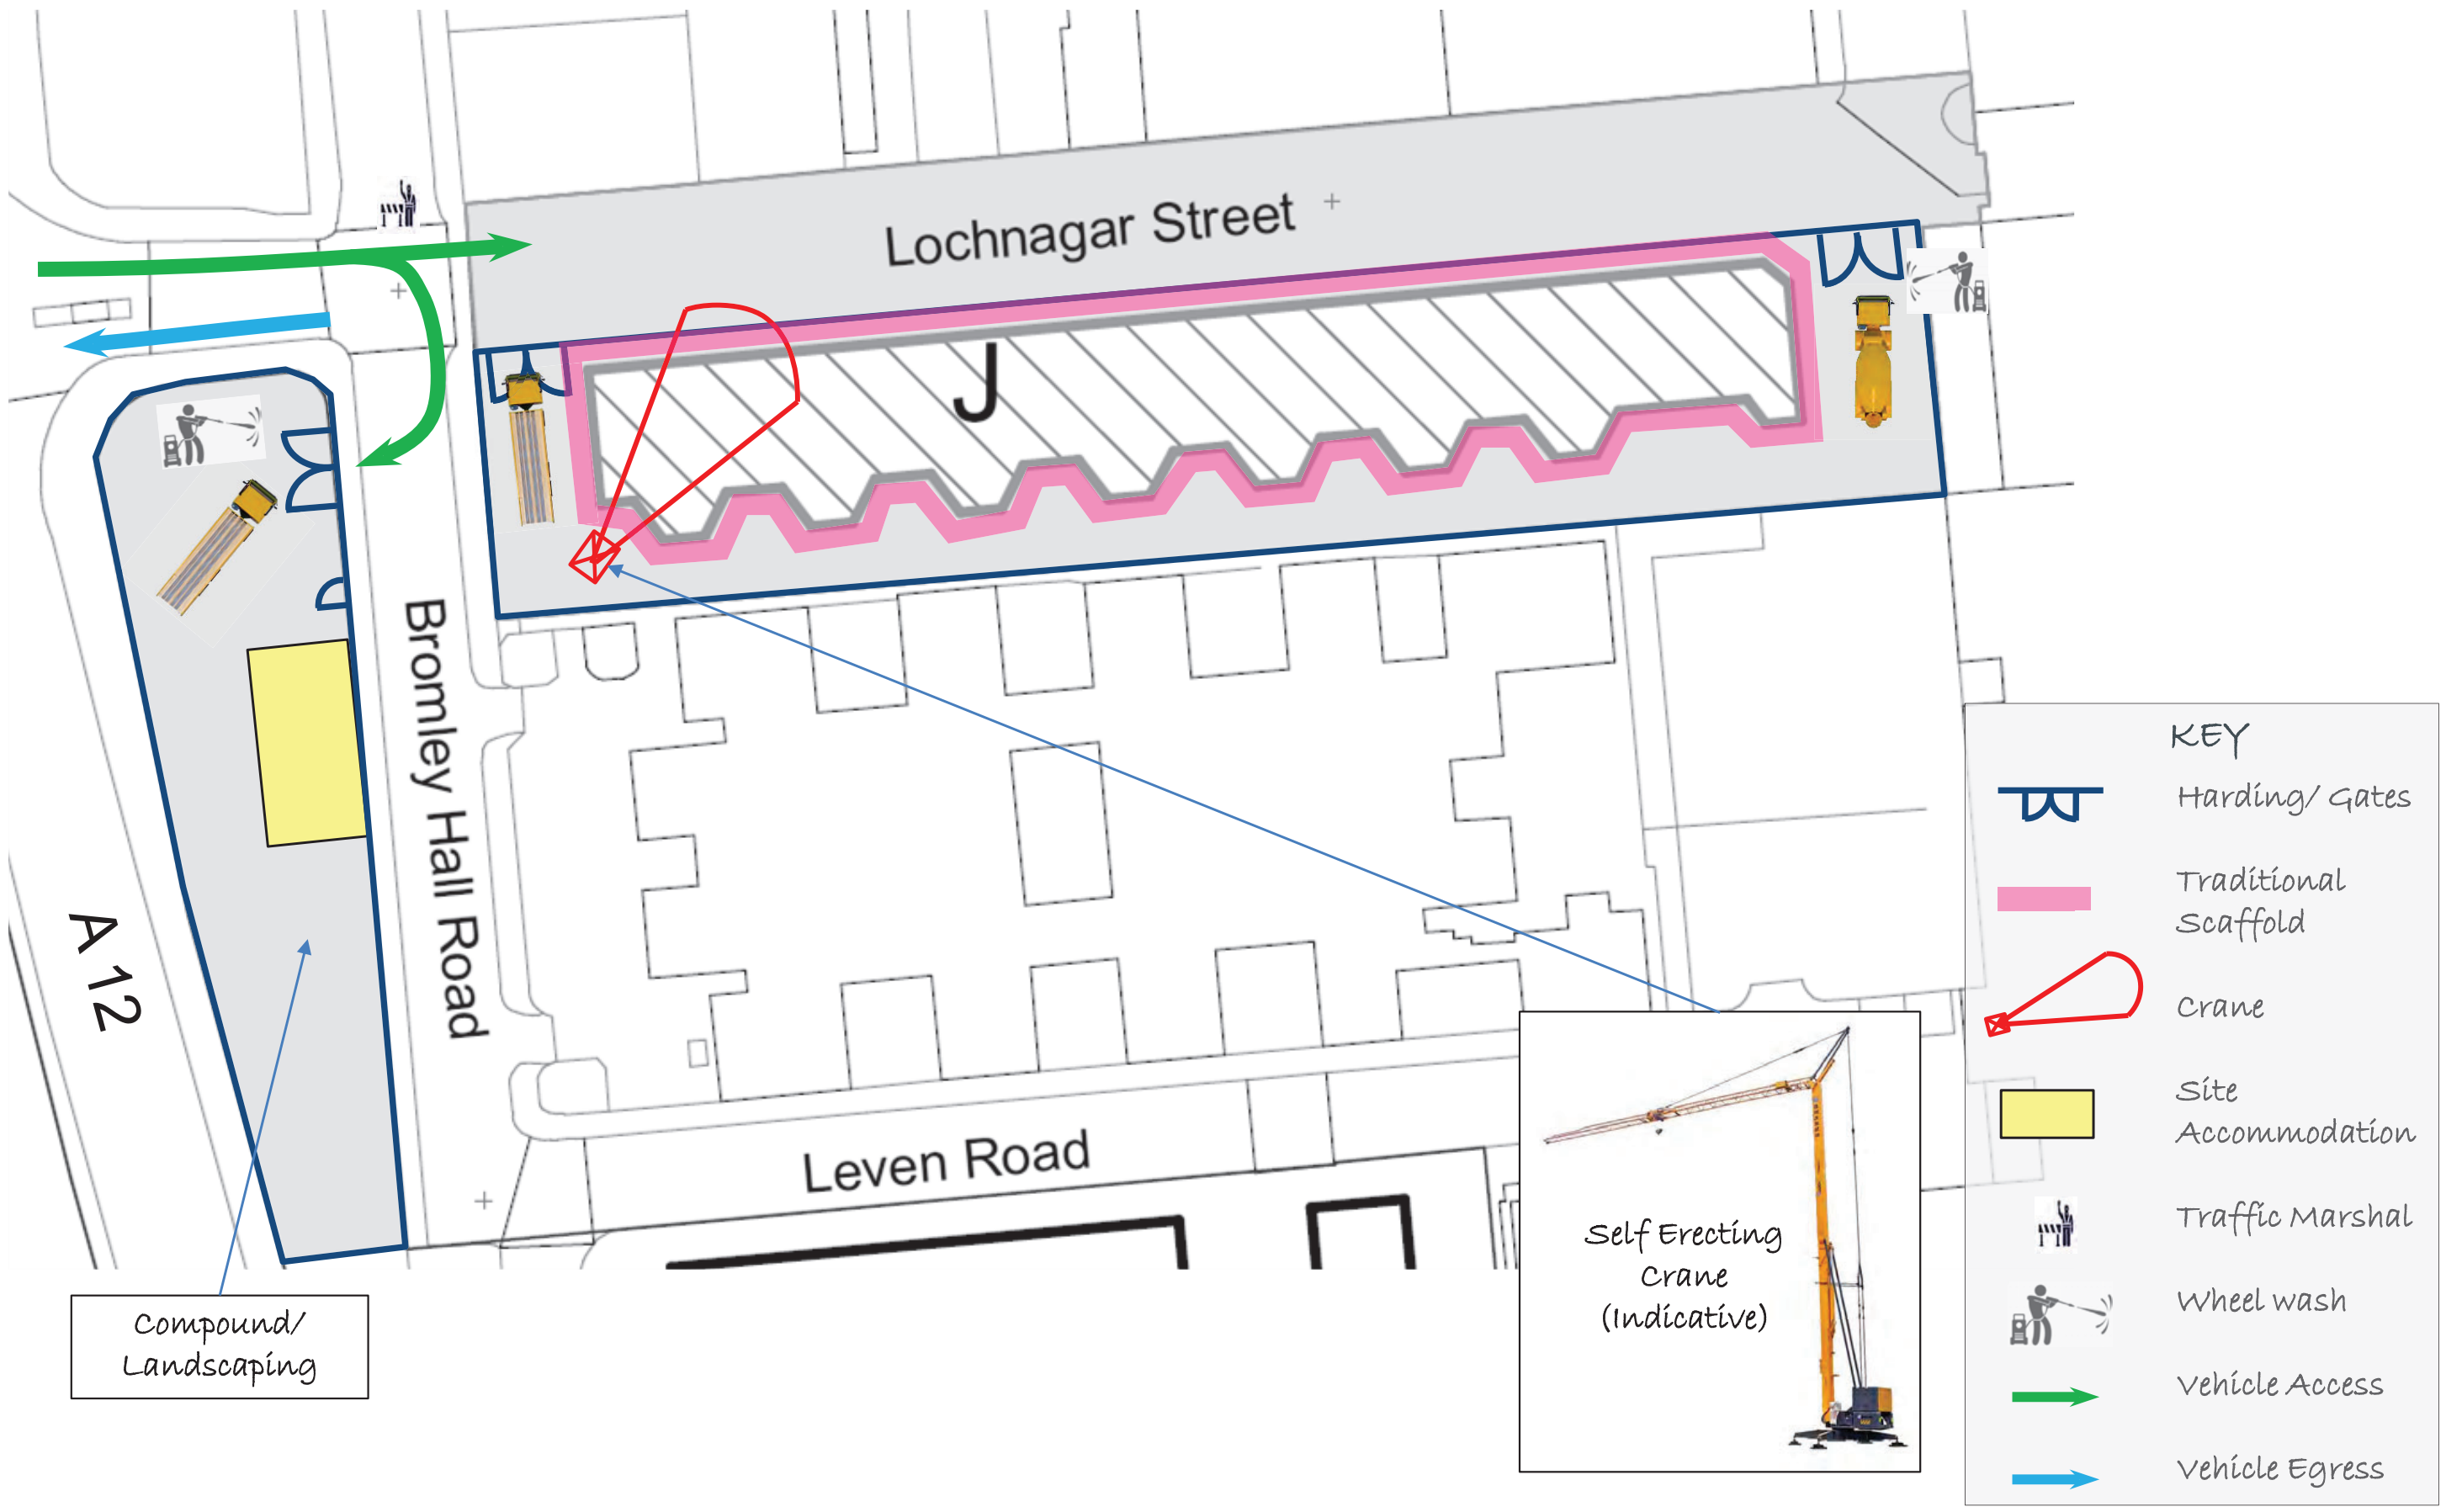 Lochnagar Street
J
Bromley Hall Road
A 12
Leven Road
Compound/
Landscaping
Self Erecting
Crane
(Indicative)
KEY
Harding/ Gates
Traditional
Scaffold
Crane
Site
Accommodation
Traffic Marshal
Wheel wash
Vehicle Access
Vehicle Egress